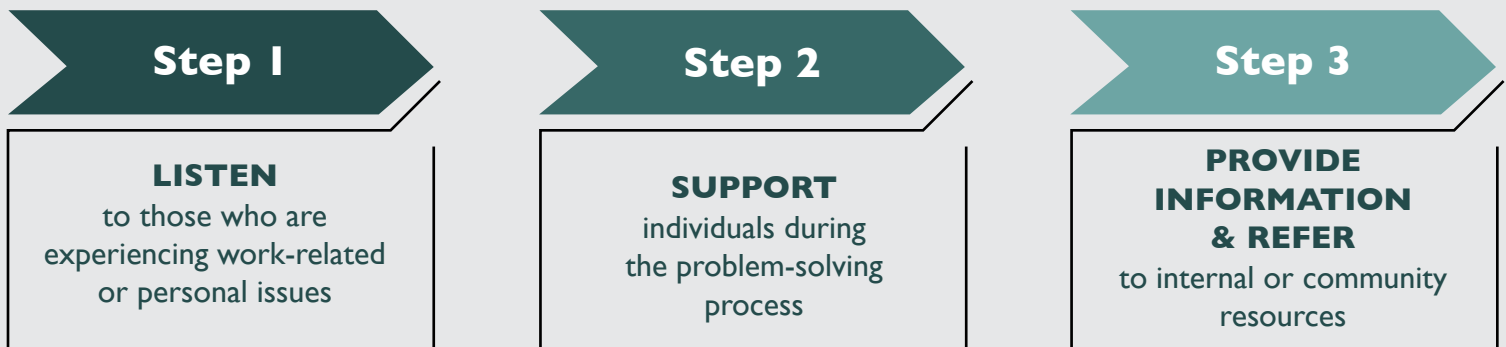 Step 1
LISTEN
to those who are
experiencing work-related
or personal issues
Step 2
SUPPORT
individuals during
the problem-solving
process
Step 3
PROVIDE
INFORMATION
& REFER
to internal or community
resources